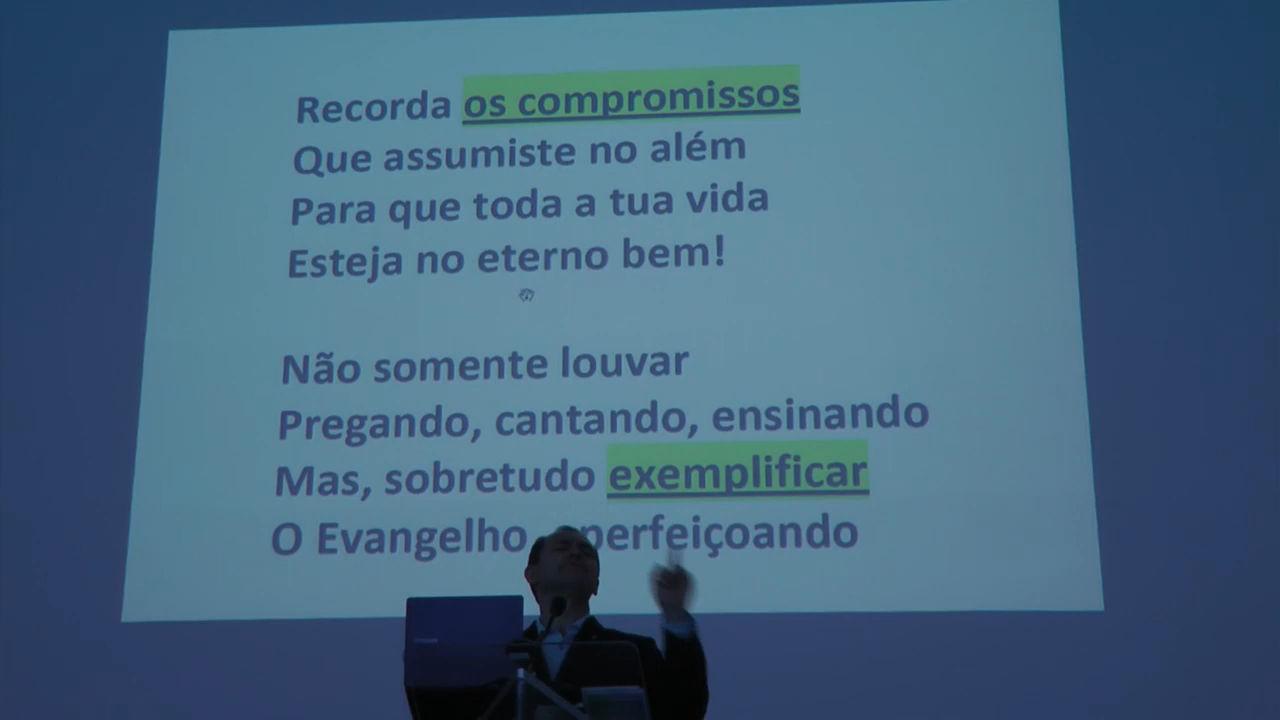 Recorda os compromissos
Que assumiste no além
Para que toda a tua vida
Esteja no eterno bem!
Não somente louvar
Pregando, cantando, ensinando
Mas, sobretudo exemplificar
O Evangelho perfeiçoando